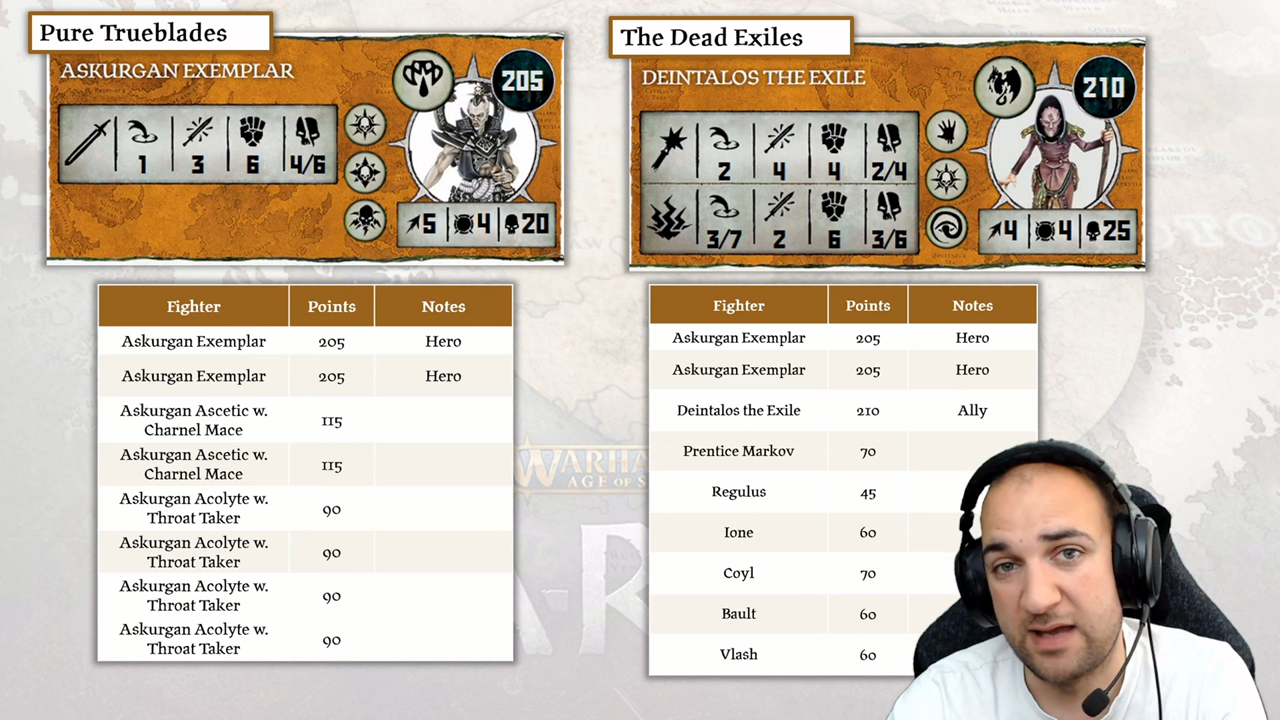 Pure Trueblades
ASKURGAN EXEMPLAR
205
1 3 6 4/6
5 4 20
Fighter Points Notes
Askurgan Exemplar 205 Hero
Askurgan Exemplar 205 Hero
Askurgan Ascetic w.
Charnel Mace
115
Askurgan Ascetic w.
Charnel Mace
115
Askurgan Acolyte w.
Throat Taker
90
Askurgan Acolyte w.
Throat Taker
90
Askurgan Acolyte w.
Throat Taker
90
Askurgan Acolyte w.
Throat Taker
90
The Dead Exiles
DEINTALOS THE EXILE
210
2 4 4 2/4
3/7 2 6 3/6
4 4 25
Fighter Points Notes
Askurgan Exemplar 205 Hero
Askurgan Exemplar 205 Hero
Deintalos the Exile 210 Ally
Prentice Markov 70
Regulus 45
Ione 60
Coyl 70
Bault 60
Vlash 60
WARHA
AGE OF S